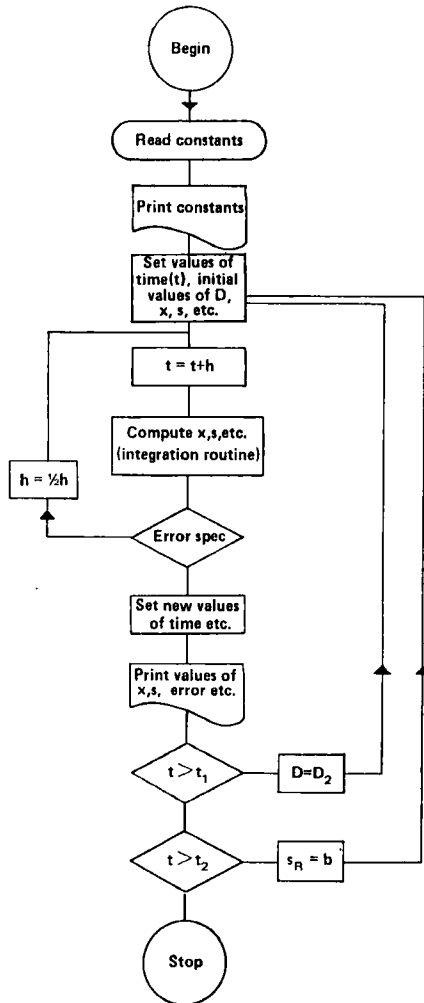 Begin
Read constants
Print constants
Set values of
time(t), initial
values of D,
x, s, etc.
t = t+h
Compute x,s,etc.
(integration routine)
h = ½h
Error spec
Set new values
of time etc.
Print values of
x,s, error etc.
t > t₁
D=D₂
t > t₂
s_R = b
Stop